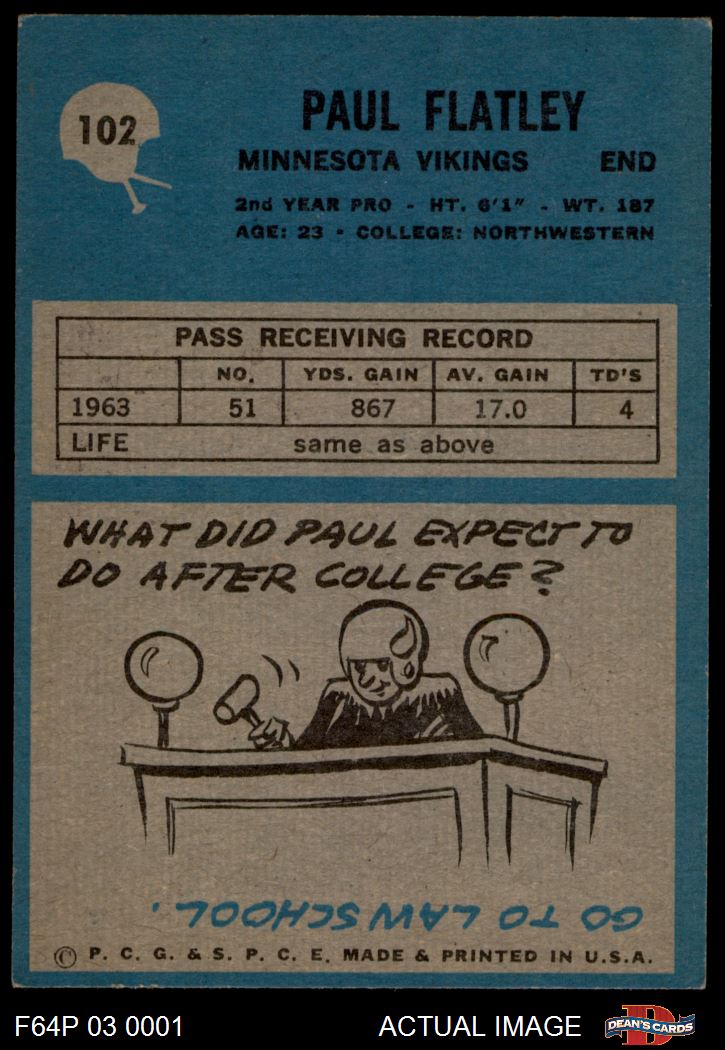 102
PAUL FLATLEY
MINNESOTA VIKINGS END
2nd YEAR PRO - HT. 6'1" - WT. 187
AGE: 23 - COLLEGE: NORTHWESTERN
PASS RECEIVING RECORD
NO. YDS. GAIN AV. GAIN TD'S
1963 51 867 17.0 4
LIFE same as above
WHAT DID PAUL EXPECT TO
DO AFTER COLLEGE?
GO TO LAW SCHOOL.
© P. C. G. & S. P. C. E. MADE & PRINTED IN U.S.A.
F64P 03 0001 ACTUAL IMAGE
D
DEAN'S CARDS